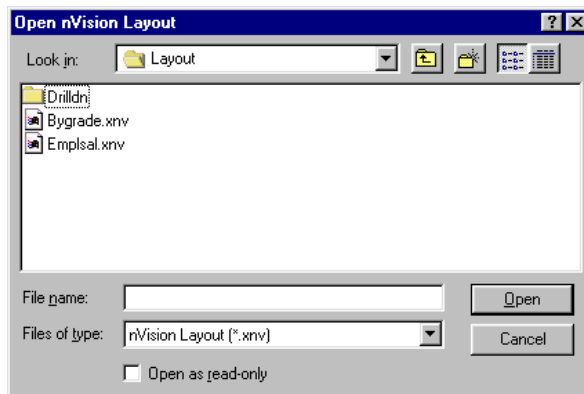 Open nVision Layout
Look in: Layout
Drilldn
Bygrade.xnv
Emplsal.xnv
File name: Open
Files of type: nVision Layout (*.xnv) Cancel
Open as read-only